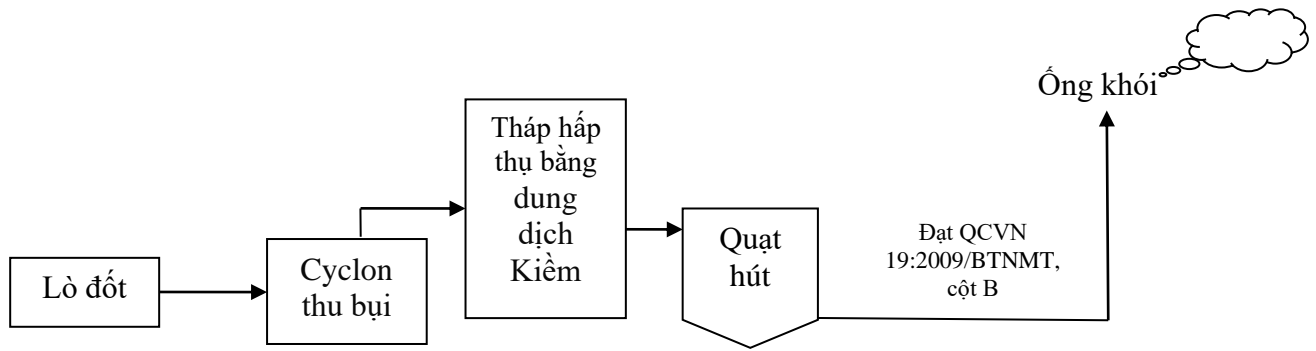 Lò đốt
Cyclon
thu bụi
Tháp hấp
thụ bằng
dung
dịch
Kiềm
Quạt
hút
Đạt QCVN
19:2009/BTNMT,
cột B
Ống khói